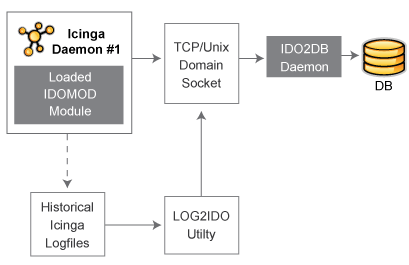 Icinga
Daemon #1
Loaded
IDOMOD
Module
TCP/Unix
Domain
Socket
IDO2DB
Daemon
DB
Historical
Icinga
Logfiles
LOG2IDO
Utilty